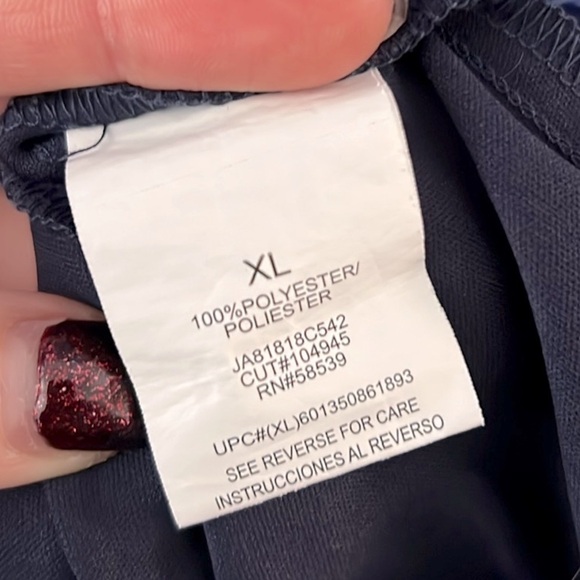 XL
100%POLYESTER/
POLIESTER
JA81818C542
CUT#104945
RN#58539
UPC#(XL)601350861893
SEE REVERSE FOR CARE
INSTRUCCIONES AL REVERSO